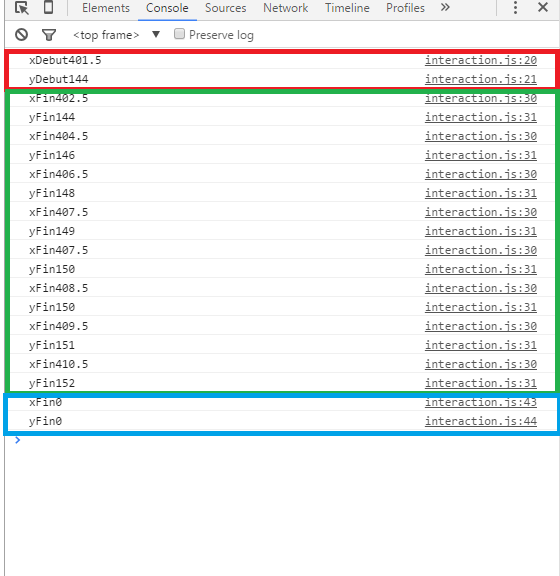 Elements Console Sources Network Timeline Profiles »
<top frame> ▼ Preserve log
xDebut401.5 interaction.js:20
yDebut144 interaction.js:21
xFin402.5 interaction.js:30
yFin144 interaction.js:31
xFin404.5 interaction.js:30
yFin146 interaction.js:31
xFin406.5 interaction.js:30
yFin148 interaction.js:31
xFin407.5 interaction.js:30
yFin149 interaction.js:31
xFin407.5 interaction.js:30
yFin150 interaction.js:31
xFin408.5 interaction.js:30
yFin150 interaction.js:31
xFin409.5 interaction.js:30
yFin151 interaction.js:31
xFin410.5 interaction.js:30
yFin152 interaction.js:31
xFin0 interaction.js:43
yFin0 interaction.js:44
>